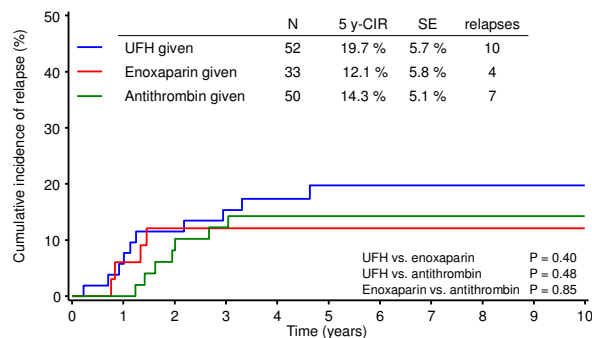 N 5 y-CIR SE relapses
UFH given 52 19.7 % 5.7 % 10
Enoxaparin given 33 12.1 % 5.8 % 4
Antithrombin given 50 14.3 % 5.1 % 7
Cumulative incidence of relapse (%)
50
40
30
20
10
0
UFH vs. enoxaparin P = 0.40
UFH vs. antithrombin P = 0.48
Enoxaparin vs. antithrombin P = 0.85
0 1 2 3 4 5 6 7 8 9 10
Time (years)